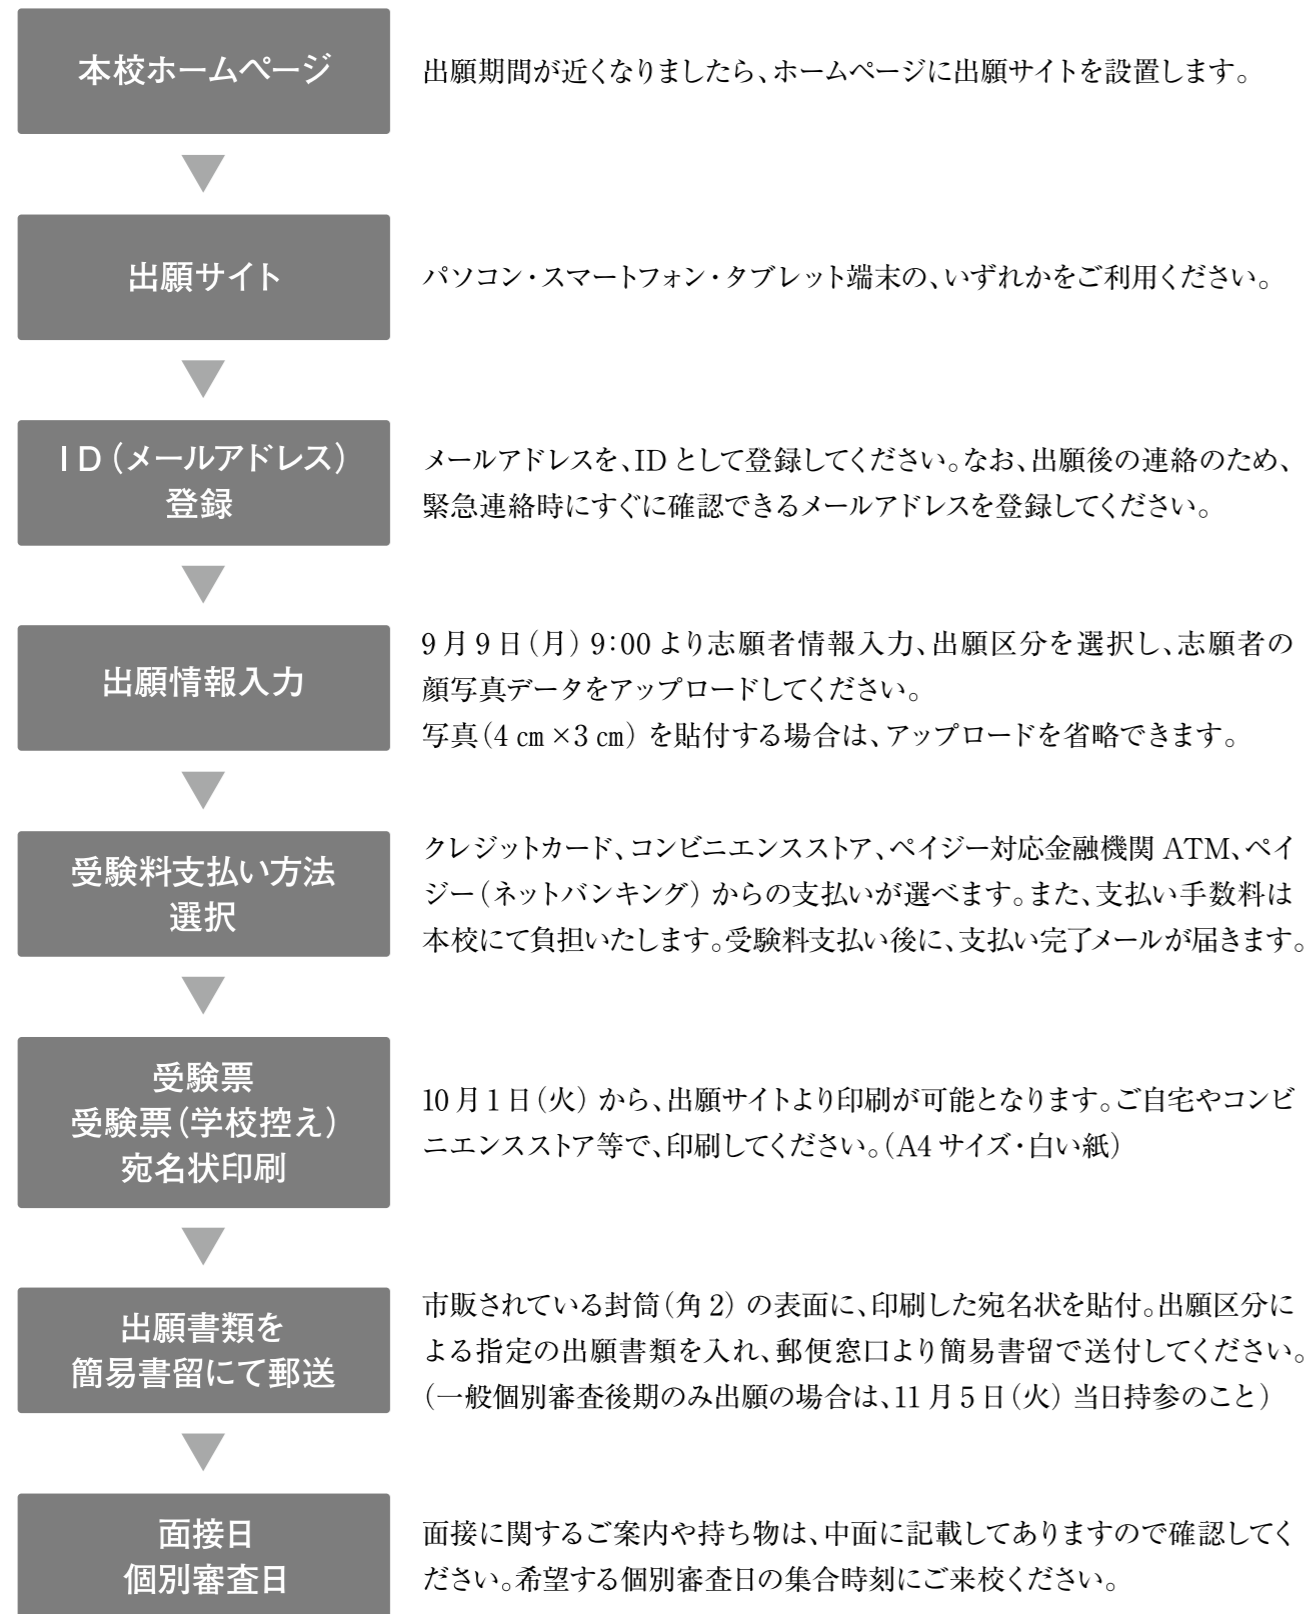 本校ホームページ
出願期間が近くなりましたら、ホームページに出願サイトを設置します。
出願サイト
パソコン・スマートフォン・タブレット端末の、いずれかをご利用ください。
ID(メールアドレス)
登録
メールアドレスを、IDとして登録してください。なお、出願後の連絡のため、
緊急連絡時にすぐに確認できるメールアドレスを登録してください。
出願情報入力
9月9日(月) 9:00より志願者情報入力、出願区分を選択し、志願者の
顔写真データをアップロードしてください。
写真(4㎝×3㎝) を貼付する場合は、アップロードを省略できます。
受験料支払い方法
選択
クレジットカード、コンビニエンスストア、ペイジー対応金融機関 ATM、ペイ
ジー(ネットバンキング) からの支払いが選べます。また、支払い手数料は
本校にて負担いたします。受験料支払い後に、支払い完了メールが届きます。
受験票
受験票(学校控え)
宛名状印刷
10月1日(火) から、出願サイトより印刷が可能となります。ご自宅やコンビ
ニエンスストア等で、印刷してください。(A4サイズ・白い紙)
出願書類を
簡易書留にて郵送
市販されている封筒(角2) の表面に、印刷した宛名状を貼付。出願区分に
よる指定の出願書類を入れ、郵便窓口より簡易書留で送付してください。
(一般個別審査後期のみ出願の場合は、11月5日(火) 当日持参のこと)
面接日
個別審査日
面接に関するご案内や持ち物は、中面に記載してありますので確認してく
ださい。希望する個別審査日の集合時刻にご来校ください。